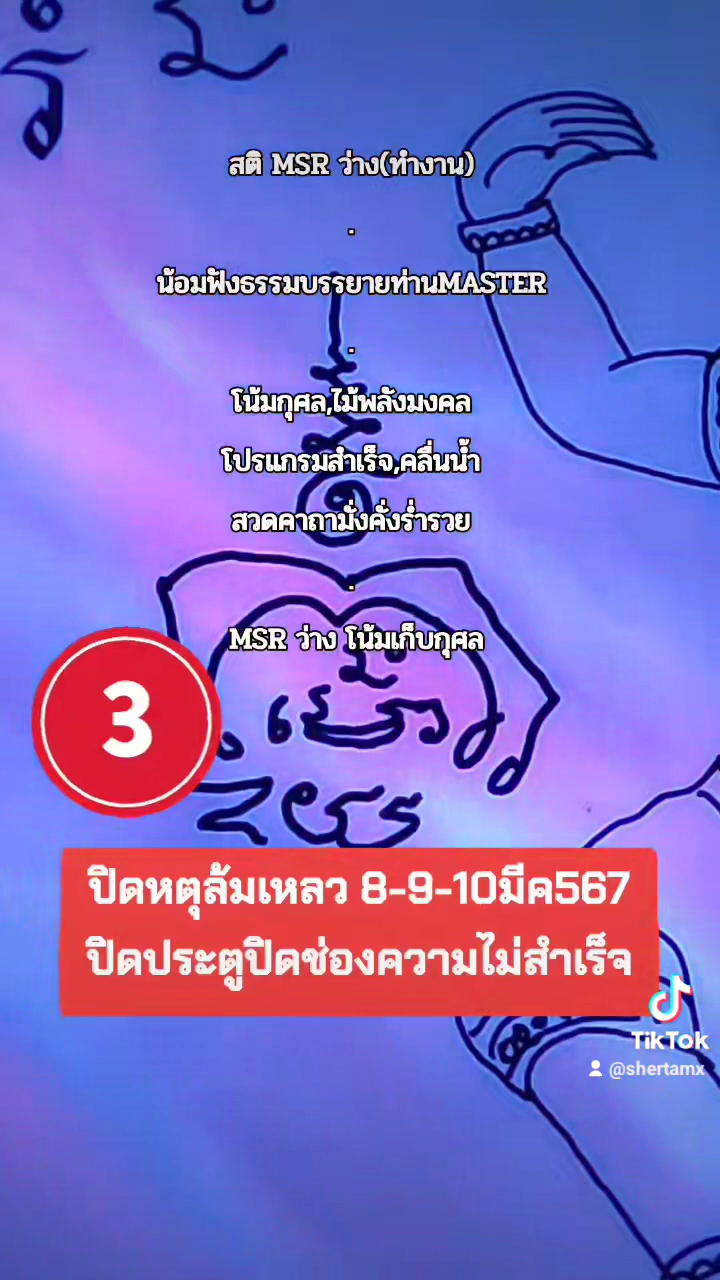 สติ MSR ว่าง(ทำงาน)
.
น้อมฟังธรรมบรรยายท่านMASTER
.
โน้มกุศล,ไม้พลังมงคล
โปรแกรมสำเร็จ,คลื่นน้ำ
สวดคาถามั่งคั่งร่ำรวย
.
MSR ว่าง โน้มเก็บกุศล
3
ปิดหตุล้มเหลว 8-9-10มีค567
ปิดประตูปิดช่องความไม่สำเร็จ
TikTok
@shertamx